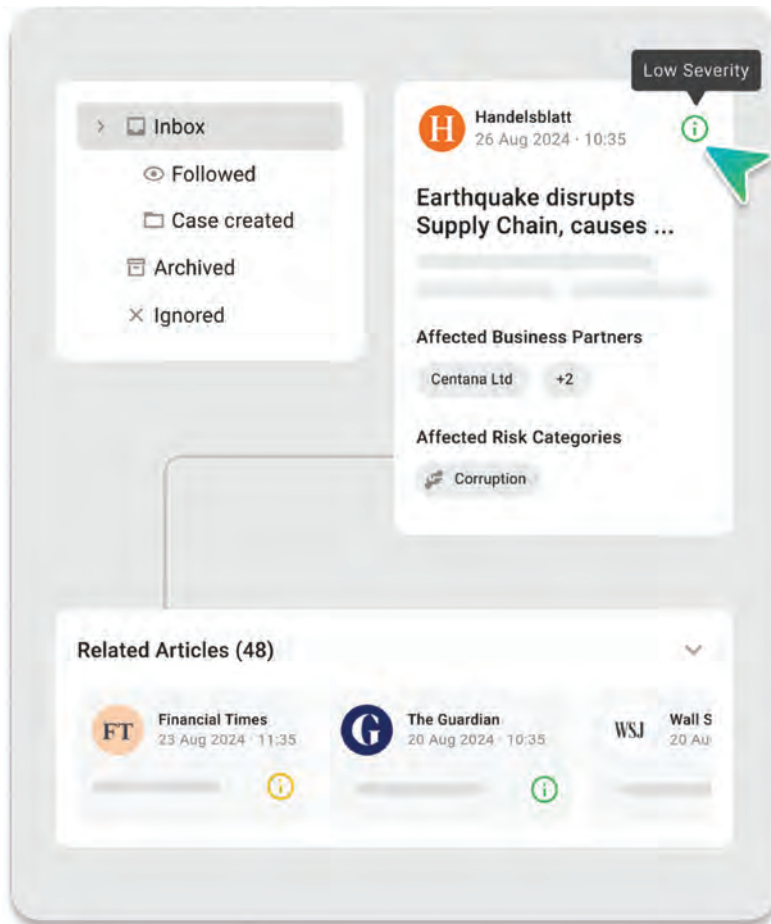 Low Severity
Inbox
Followed
Case created
Archived
Ignored
H
Handelsblatt
26 Aug 2024 · 10:35
Earthquake disrupts
Supply Chain, causes ...
Affected Business Partners
Centana Ltd
+2
Affected Risk Categories
Corruption
Related Articles (48)
FT
Financial Times
23 Aug 2024 · 11:35
G
The Guardian
20 Aug 2024 · 10:35
WSJ
Wall S
20 Au